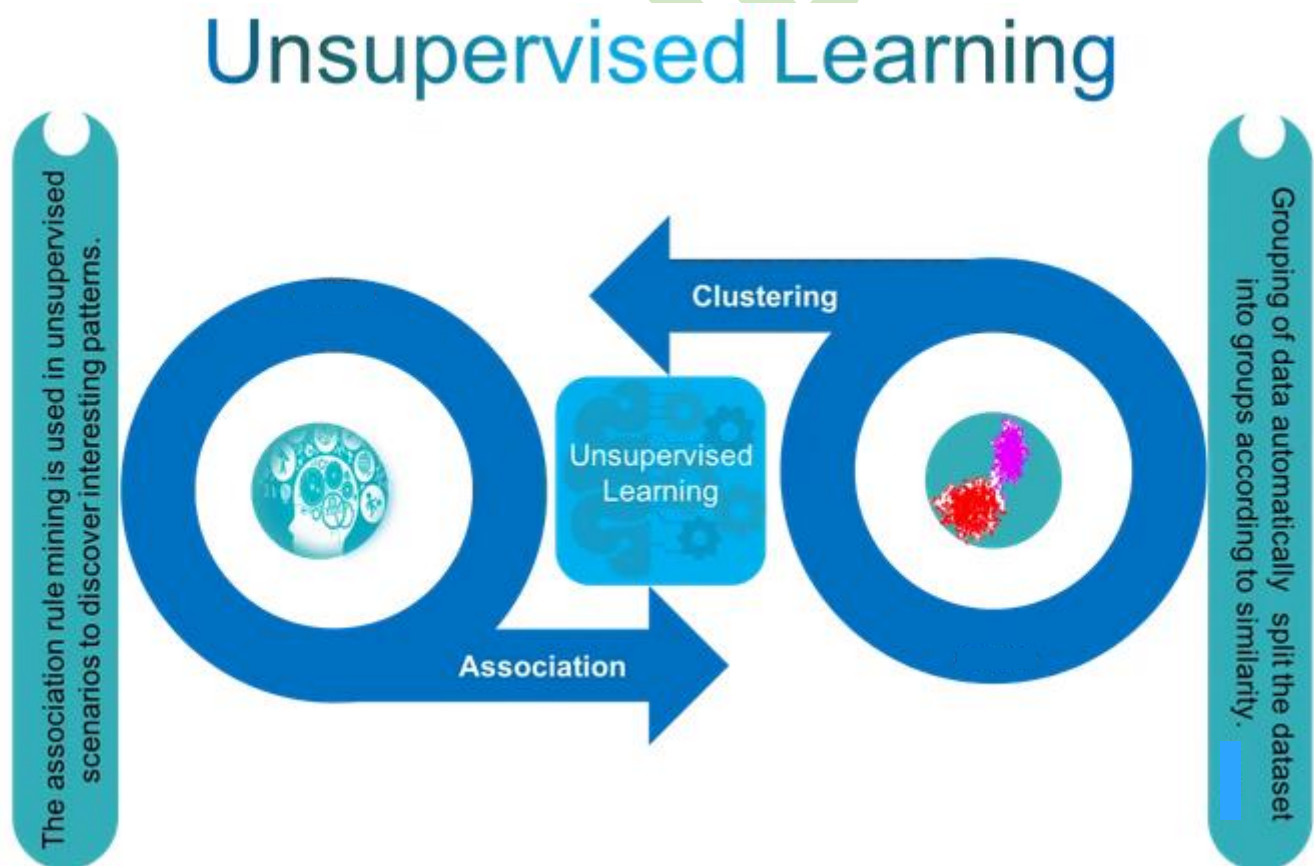 Unsupervised Learning
The association rule mining is used in unsupervised
scenarios to discover interesting patterns.
Clustering
Unsupervised
Learning
Association
Grouping of data automatically split the dataset
into groups according to similarity.